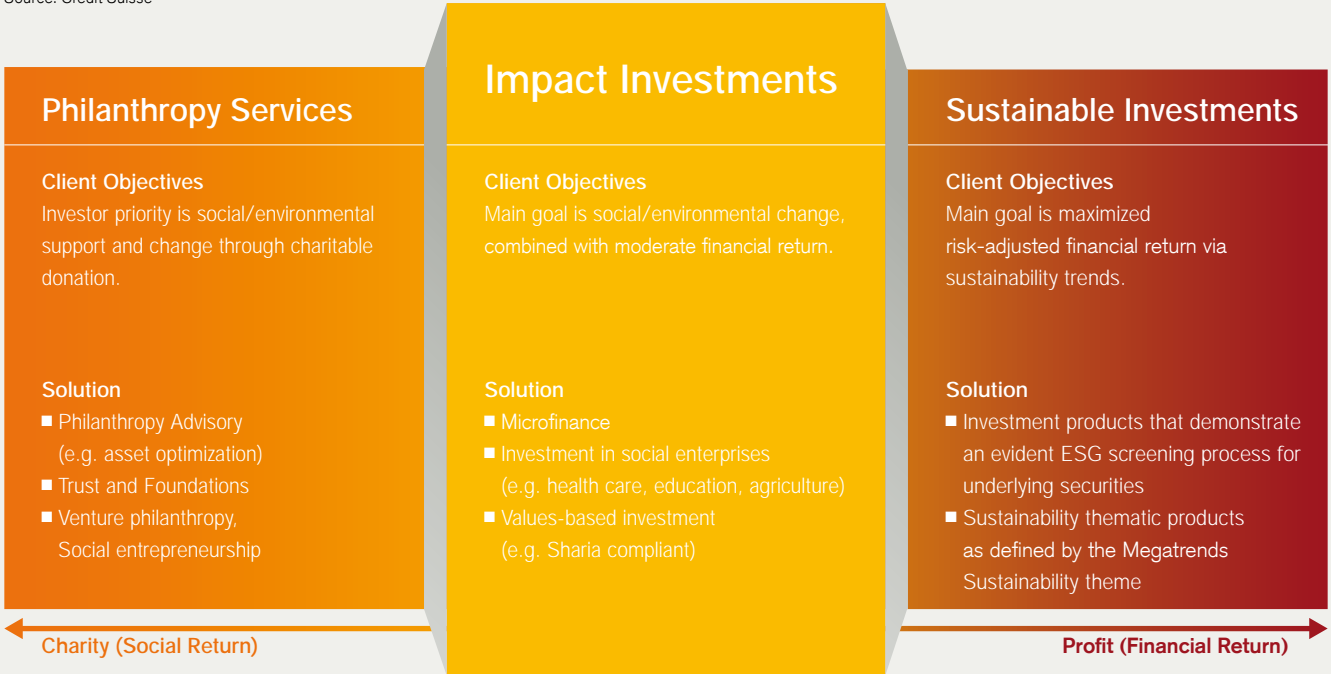 Source: Credit Suisse
Philanthropy Services
Client Objectives
Investor priority is social/environmental
support and change through charitable
donation.
Solution
■ Philanthropy Advisory
(e.g. asset optimization)
■ Trust and Foundations
■ Venture philanthropy,
Social entrepreneurship
Impact Investments
Client Objectives
Main goal is social/environmental change,
combined with moderate financial return.
Solution
■ Microfinance
■ Investment in social enterprises
(e.g. health care, education, agriculture)
■ Values-based investment
(e.g. Sharia compliant)
Sustainable Investments
Client Objectives
Main goal is maximized
risk-adjusted financial return via
sustainability trends.
Solution
■ Investment products that demonstrate
an evident ESG screening process for
underlying securities
■ Sustainability thematic products
as defined by the Megatrends
Sustainability theme
Charity (Social Return)
Profit (Financial Return)